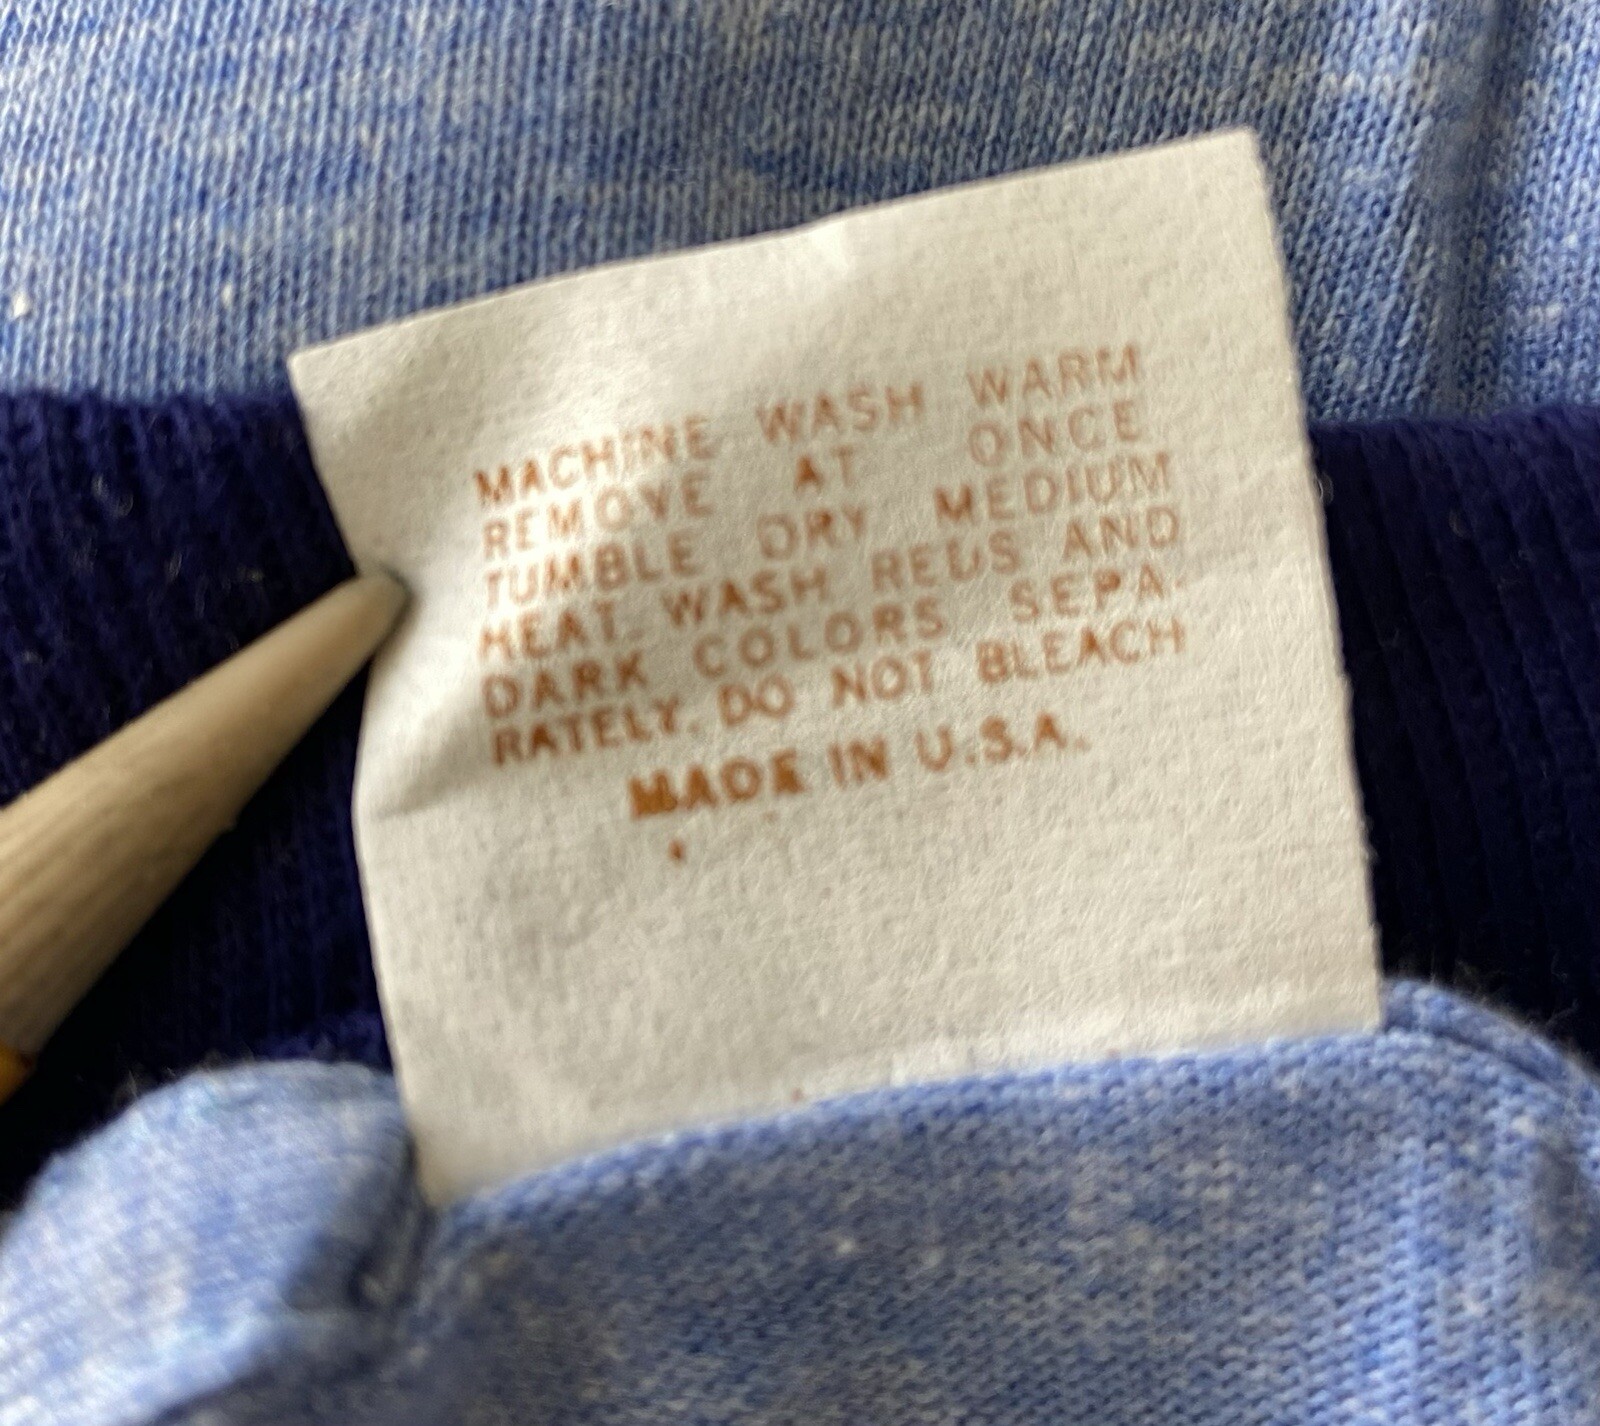 MACHINE WASH WARM
REMOVE AT ONCE
TUMBLE DRY MEDIUM
HEAT. WASH REDS AND
DARK COLORS SEPA-
RATELY. DO NOT BLEACH
MADE IN U.S.A.